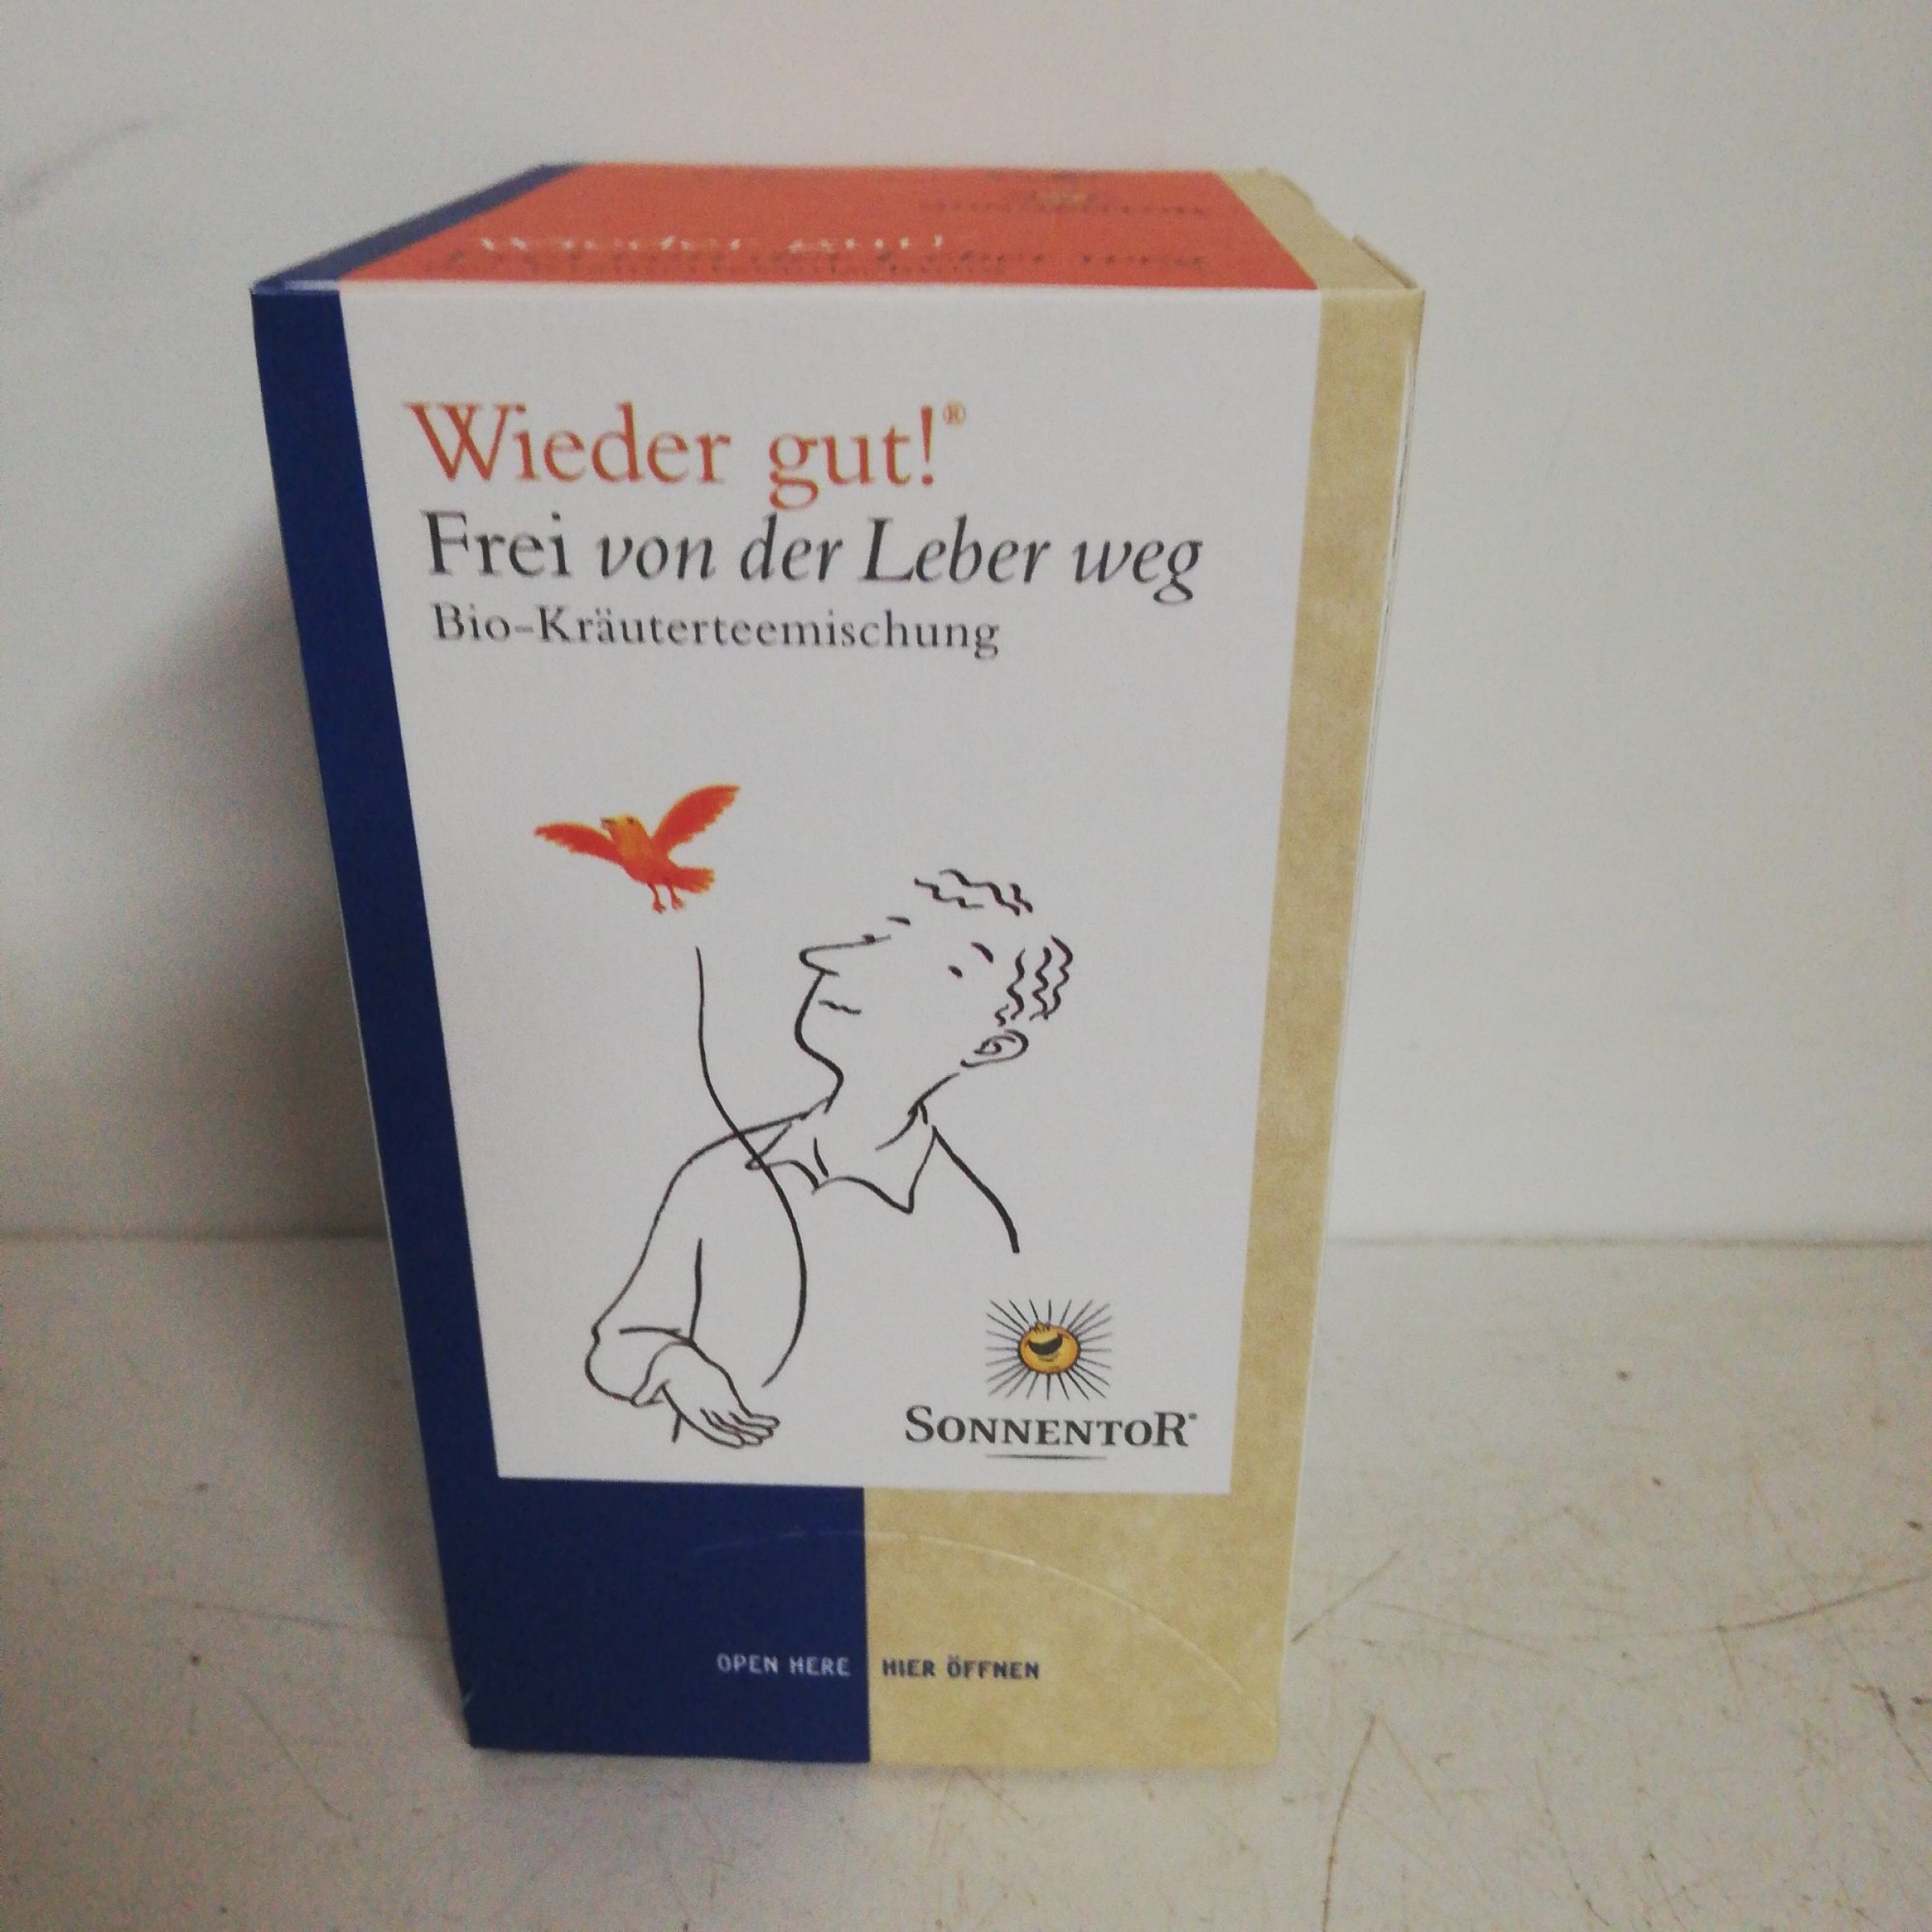 Wieder gut!®
Frei von der Leber weg
Bio-Kräuterteemischung
SONNENTOR®
OPEN HERE HIER ÖFFNEN